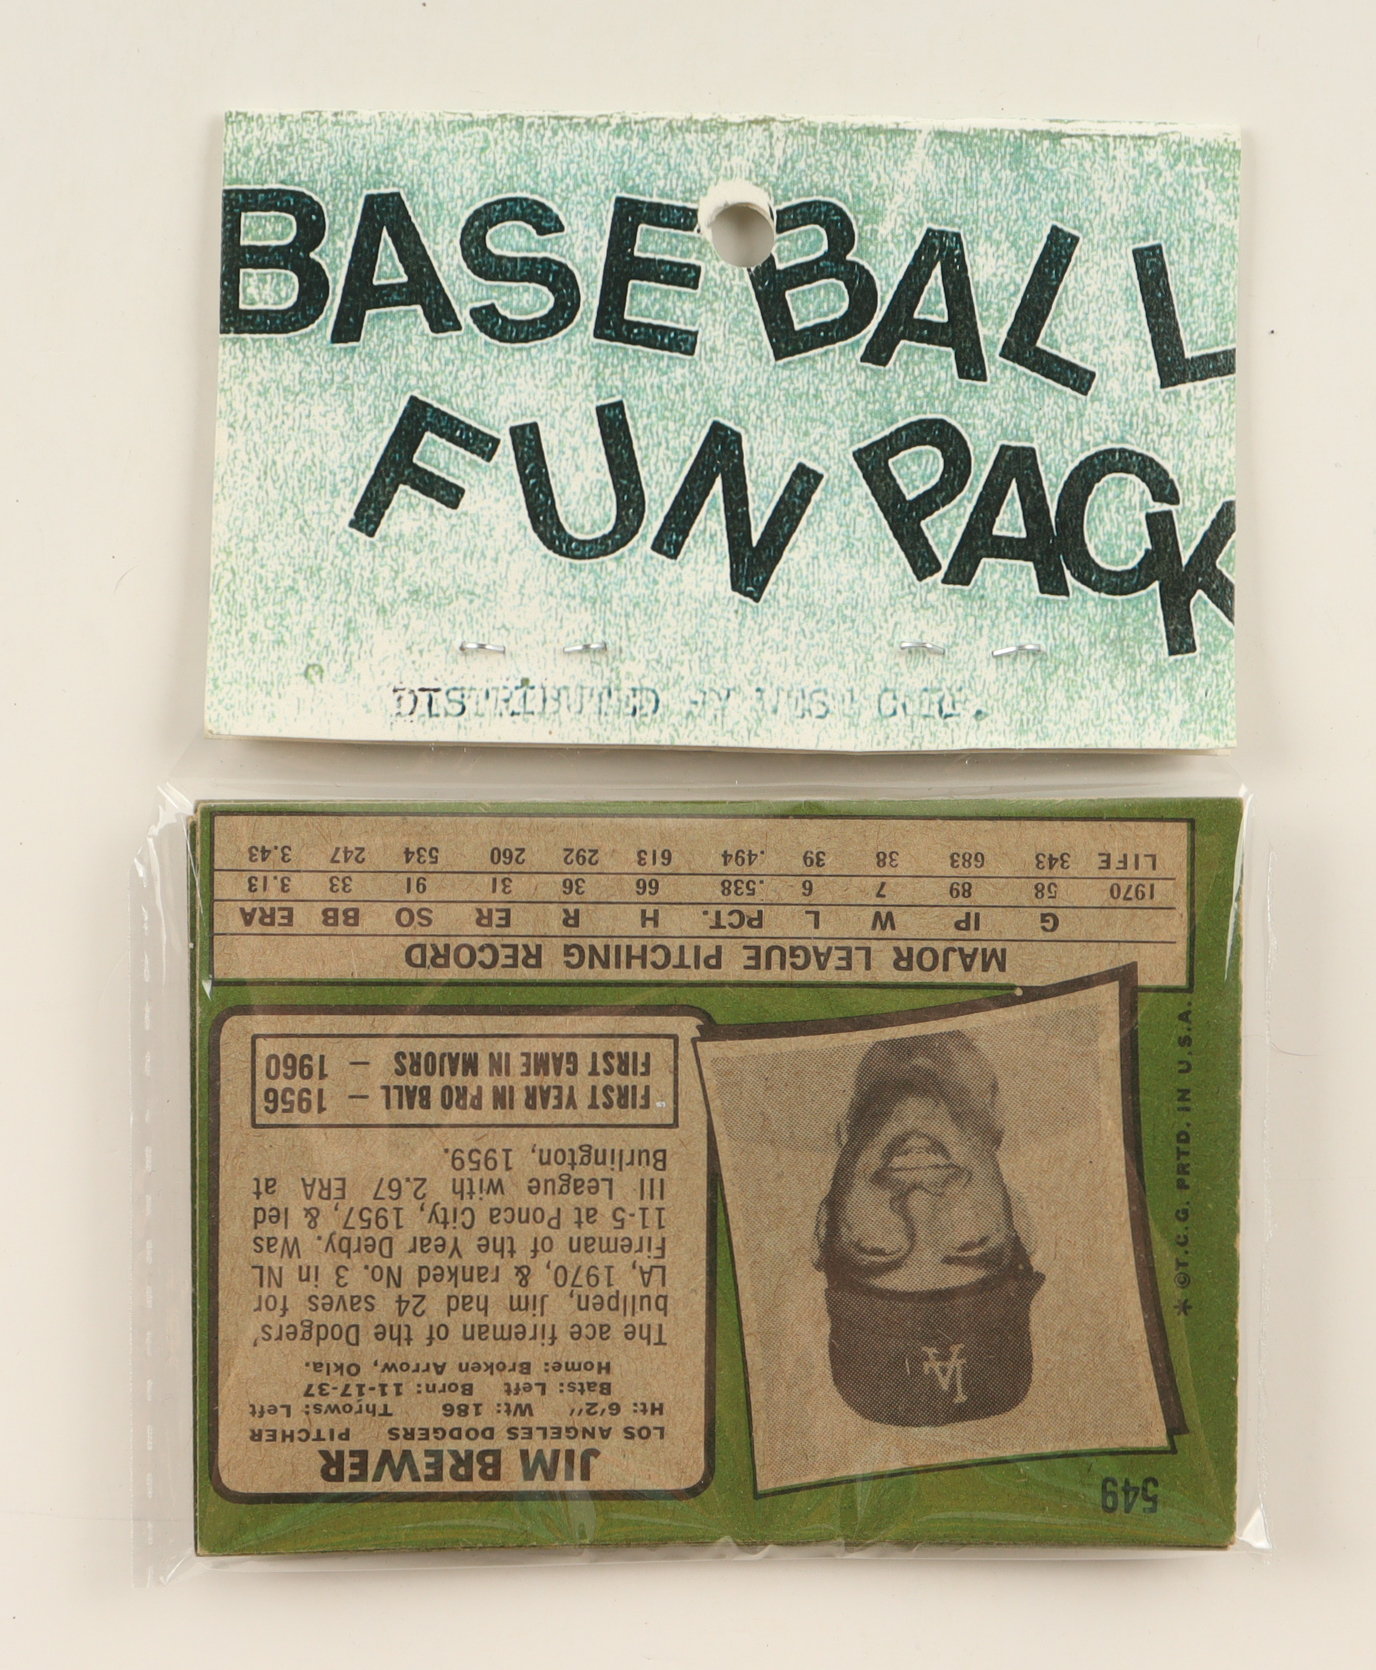 BASEBALL
FUN PACK
DISTRIBUTED BY WEST CORP.
549
JIM BREWER
LOS ANGELES DODGERS PITCHER
Ht: 6'2" Wt: 186 Throws: Left
Bats: Left Born: 11-17-37
Home: Broken Arrow, Okla.
The ace fireman of the Dodgers'
bullpen, Jim had 24 saves for
LA, 1970, & ranked No. 3 in NL
Fireman of the Year Derby. Was
11-5 at Ponca City, 1957, & led
III League with 2.67 ERA at
Burlington, 1959.
FIRST YEAR IN PRO BALL — 1956
FIRST GAME IN MAJORS — 1960
*©T.C.G. PRTD. IN U.S.A.
MAJOR LEAGUE PITCHING RECORD
G IP W L PCT. H R ER SO BB ERA
1970 58 89 7 6 .538 66 36 31 91 33 3.13
LIFE 343 683 38 39 .494 613 292 260 534 247 3.43
LA